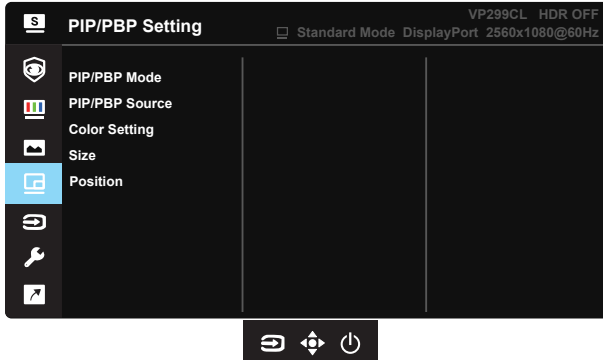 S
PIP/PBP Setting
VP299CL HDR OFF
Standard Mode DisplayPort 2560x1080@60Hz
PIP/PBP Mode
PIP/PBP Source
Color Setting
Size
Position